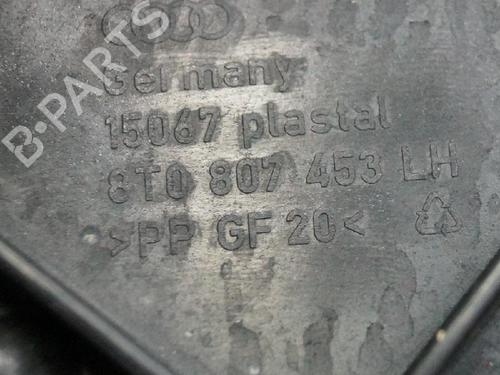 B-PARTS
Germany
15067 plastal
8T0 807 453 LH
>PP GF 20<